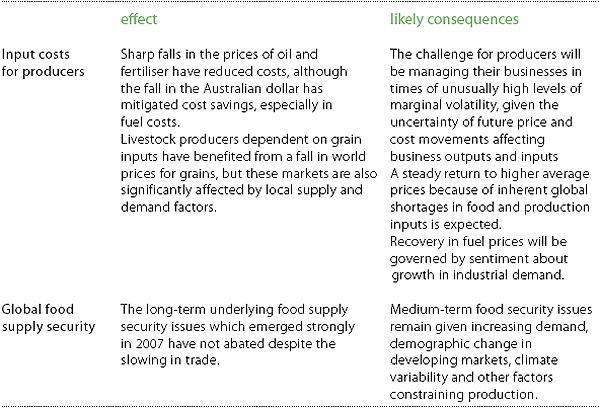 effect
likely consequences
Input costs
for producers
Sharp falls in the prices of oil and
fertiliser have reduced costs, although
the fall in the Australian dollar has
mitigated cost savings, especially in
fuel costs.
Livestock producers dependent on grain
inputs have benefited from a fall in world
prices for grains, but these markets are also
significantly affected by local supply and
demand factors.
The challenge for producers will
be managing their businesses in
times of unusually high levels of
marginal volatility, given the
uncertainty of future price and
cost movements affecting
business outputs and inputs
A steady return to higher average
prices because of inherent global
shortages in food and production
inputs is expected.
Recovery in fuel prices will be
governed by sentiment about
growth in industrial demand.
Global food
supply security
The long-term underlying food supply
security issues which emerged strongly
in 2007 have not abated despite the
slowing in trade.
Medium-term food security issues
remain given increasing demand,
demographic change in
developing markets, climate
variability and other factors
constraining production.